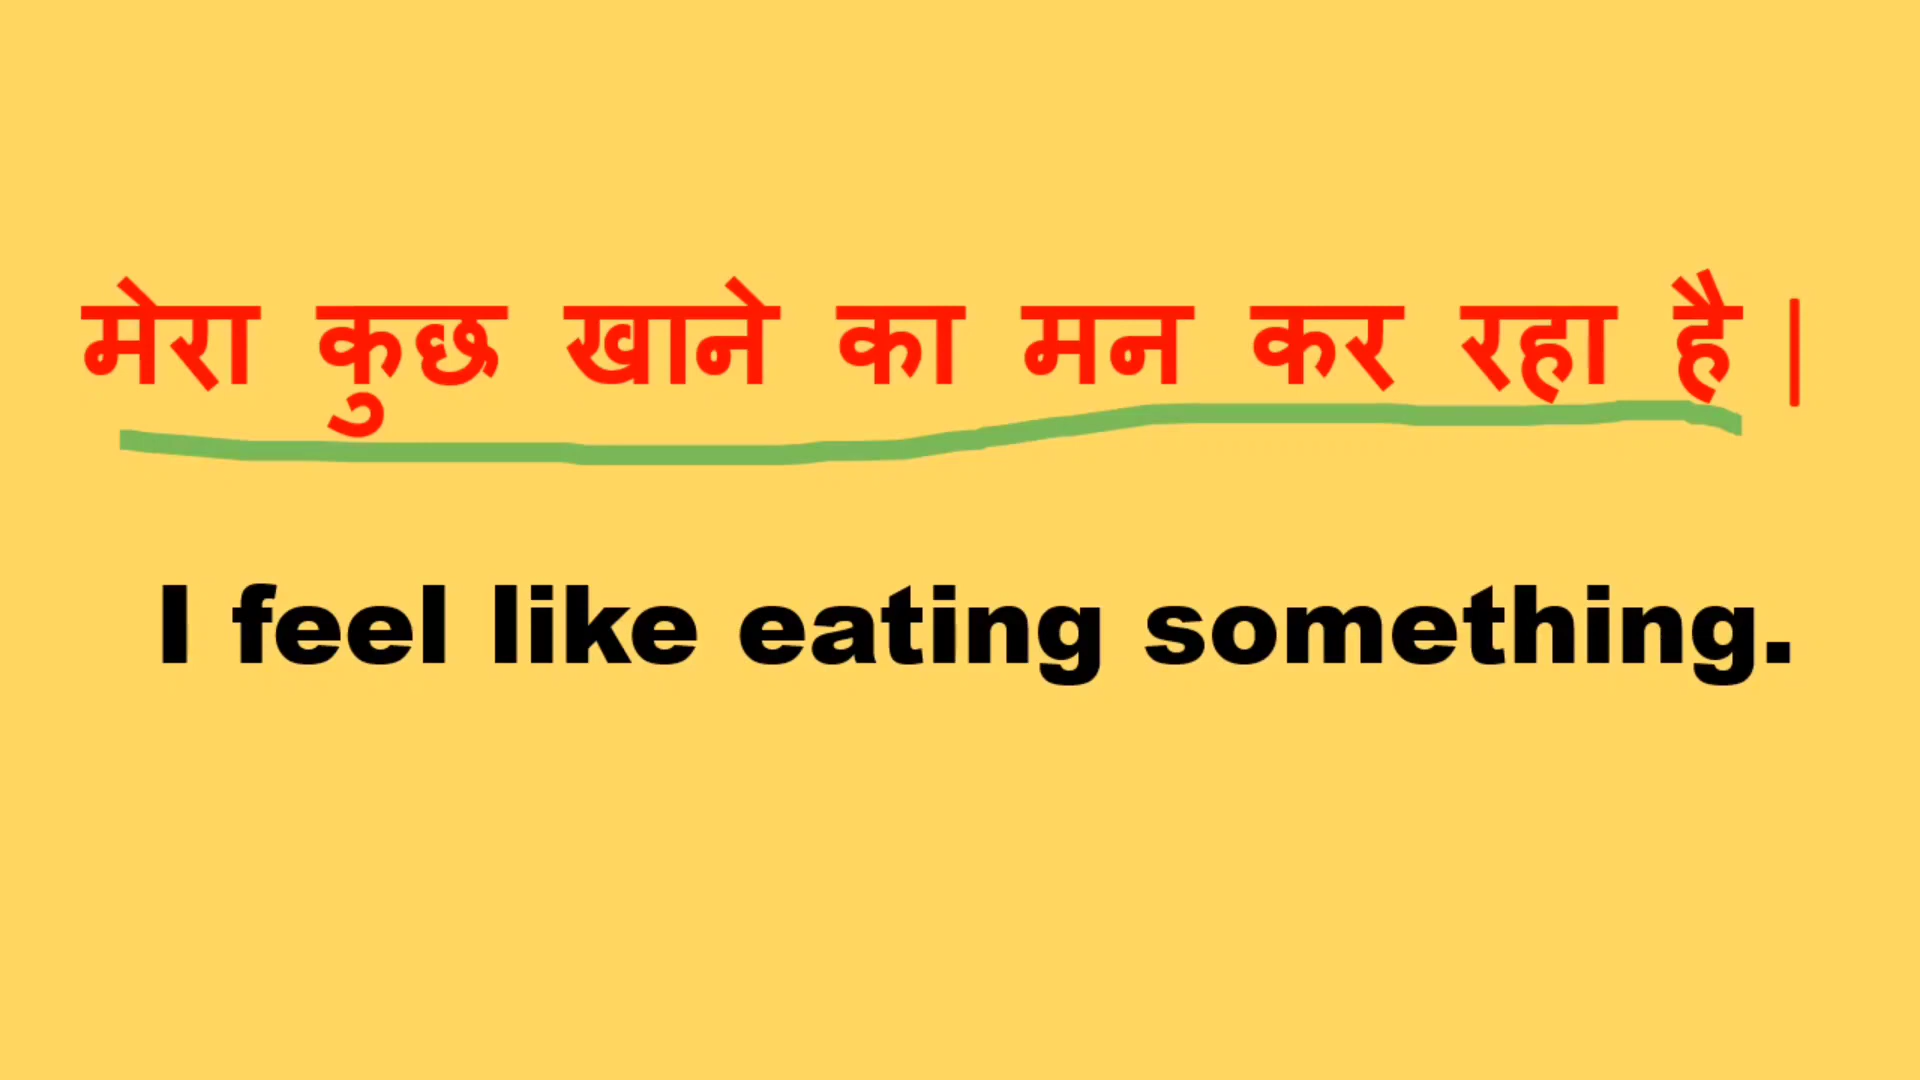 मेरा कुछ खाने का मन कर रहा है |
I feel like eating something.